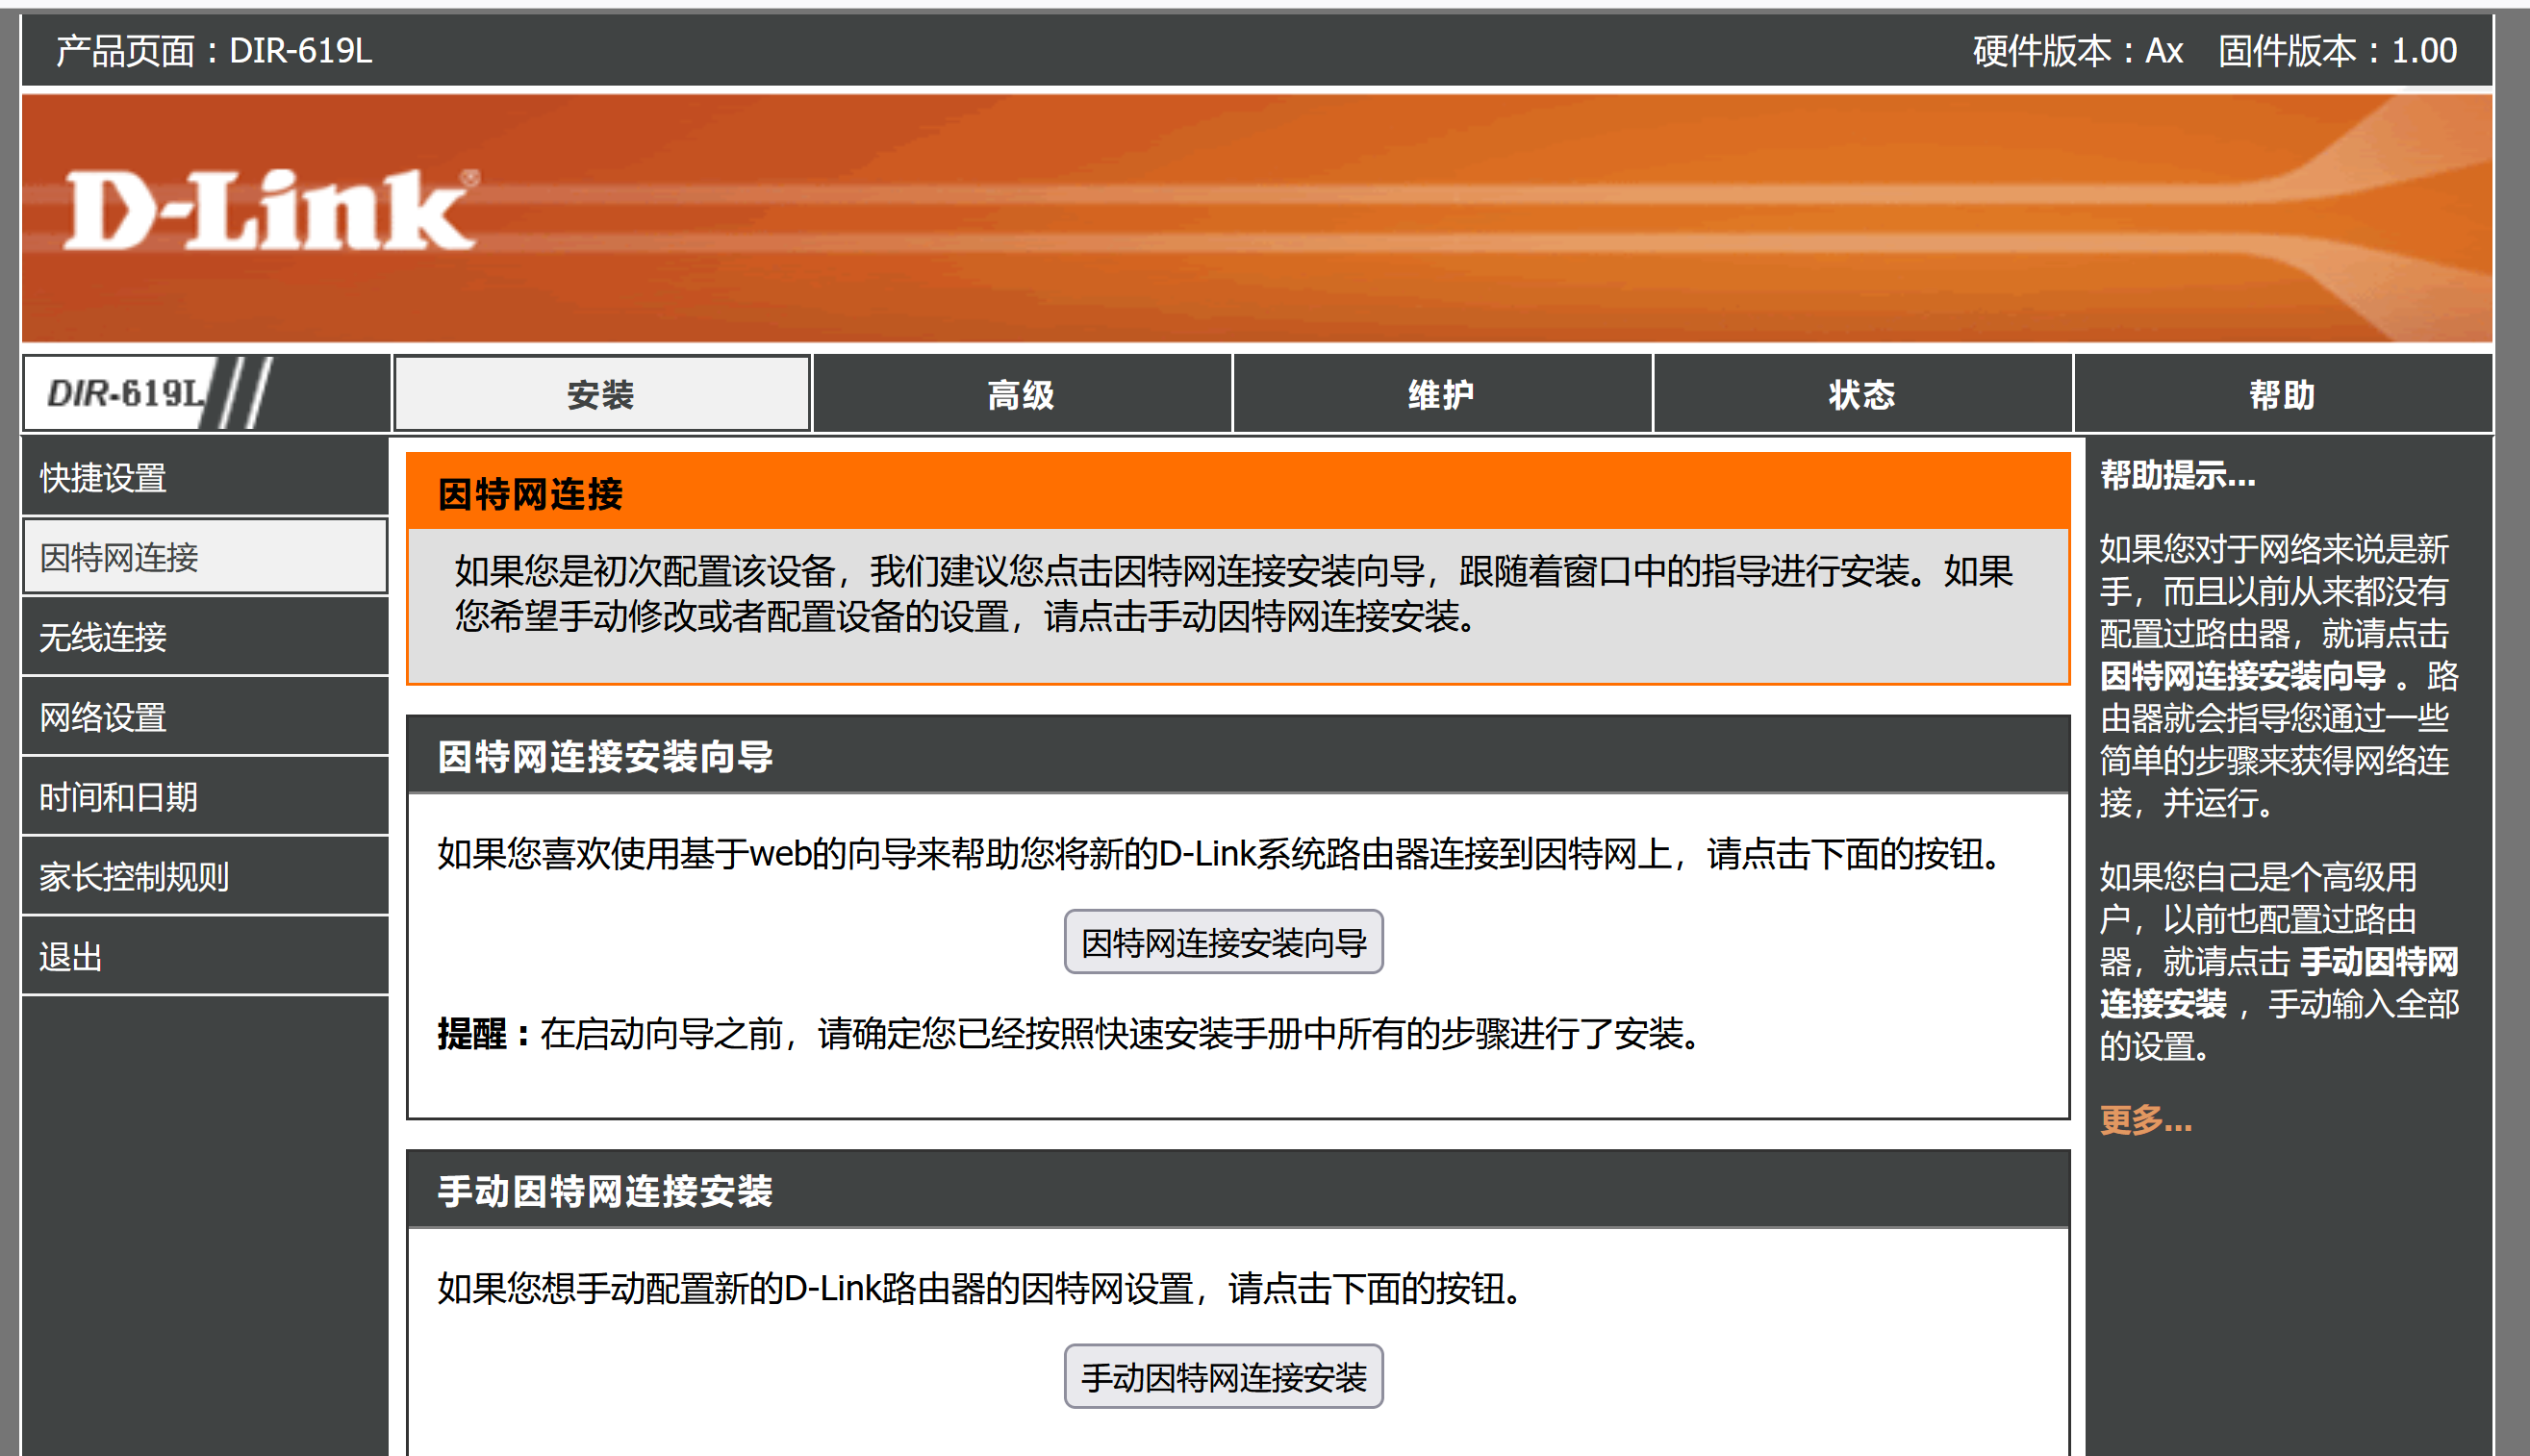 产品页面：DIR-619L
硬件版本：Ax 固件版本：1.00
D-Link®
DIR-619L
安装
高级
维护
状态
帮助
快捷设置
因特网连接
无线连接
网络设置
时间和日期
家长控制规则
退出
因特网连接
如果您是初次配置该设备，我们建议您点击因特网连接安装向导，跟随着窗口中的指导进行安装。如果
您希望手动修改或者配置设备的设置，请点击手动因特网连接安装。
因特网连接安装向导
如果您喜欢使用基于web的向导来帮助您将新的D-Link系统路由器连接到因特网上，请点击下面的按钮。
因特网连接安装向导
提醒：在启动向导之前，请确定您已经按照快速安装手册中所有的步骤进行了安装。
手动因特网连接安装
如果您想手动配置新的D-Link路由器的因特网设置，请点击下面的按钮。
手动因特网连接安装
帮助提示...
如果您对于网络来说是新
手，而且以前从来都没有
配置过路由器，就请点击
因特网连接安装向导 。路
由器就会指导您通过一些
简单的步骤来获得网络连
接，并运行。
如果您自己是个高级用
户，以前也配置过路由
器，就请点击 手动因特网
连接安装 ，手动输入全部
的设置。
更多...